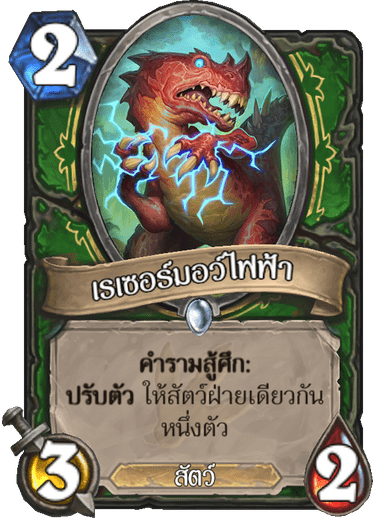 2
เรเซอร์มอว์ไฟฟ้า
คำรามสู้ศึก:
ปรับตัว ให้สัตว์ฝ่ายเดียวกัน
หนึ่งตัว
3
สัตว์
2